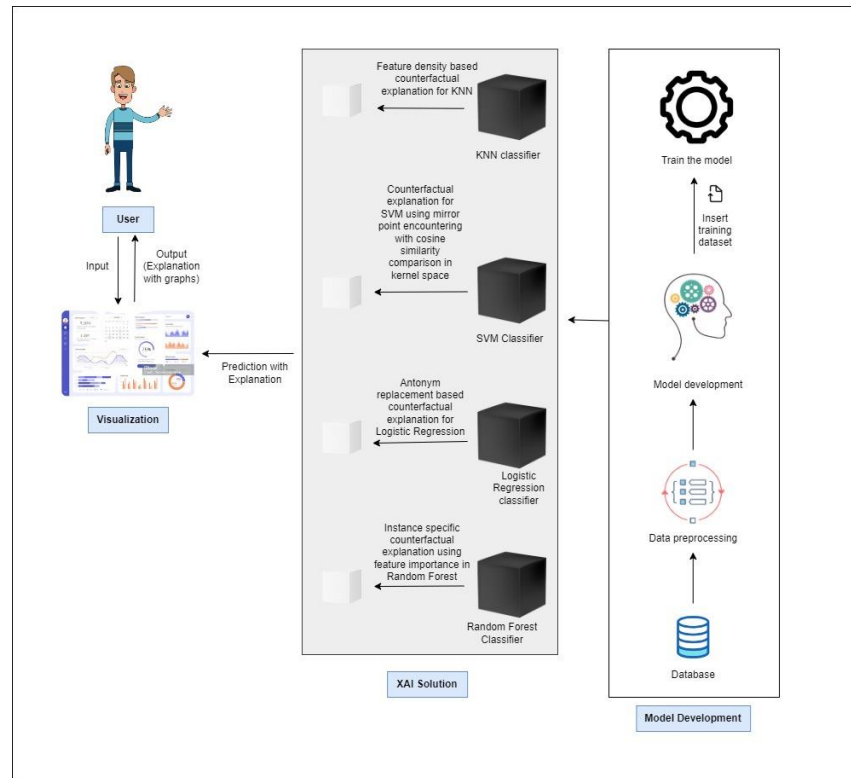 User
Input
Output
(Explanation
with graphs)
Visualization
Prediction with
Explanation
Feature density based
counterfactual
explanation for KNN
KNN classifier
Counterfactual
explanation for
SVM using mirror
point encountering
with cosine
similarity
comparison in
kernel space
SVM Classifier
Antonym
replacement based
counterfactual
explanation for
Logistic Regression
Logistic
Regression
classifier
Instance specific
counterfactual
explanation using
feature importance in
Random Forest
Random Forest
Classifier
XAI Solution
Train the model
Insert
training
dataset
Model development
Data preprocessing
Database
Model Development